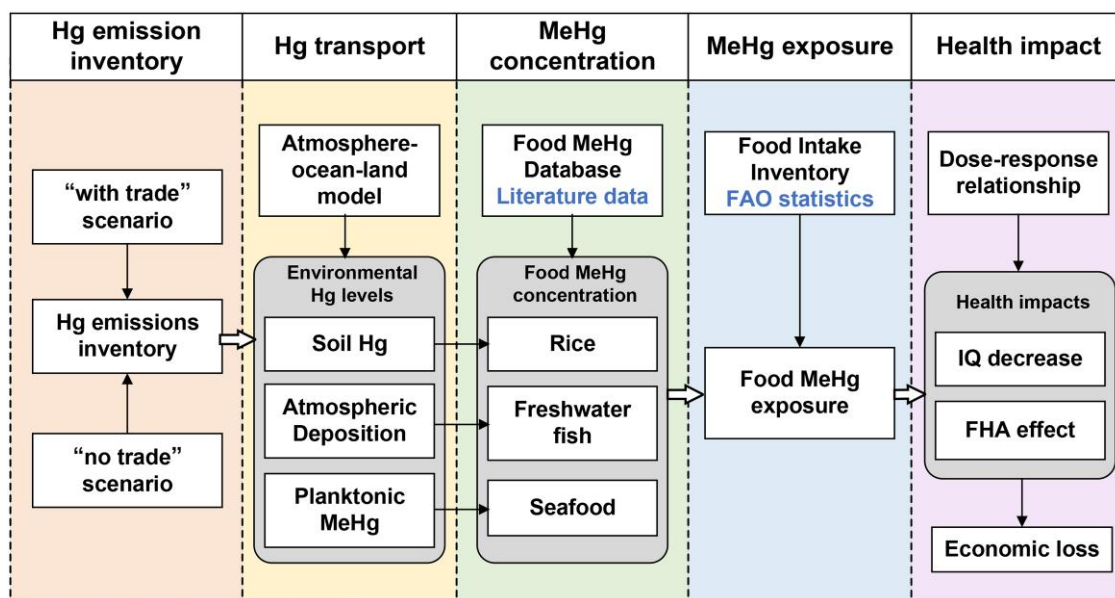 Hg emission
inventory
Hg transport
MeHg
concentration
MeHg exposure
Health impact
“with trade”
scenario
Hg emissions
inventory
“no trade”
scenario
Atmosphere-
ocean-land
model
Environmental
Hg levels
Soil Hg
Atmospheric
Deposition
Planktonic
MeHg
Food MeHg
Database
Literature data
Food MeHg
concentration
Rice
Freshwater
fish
Seafood
Food Intake
Inventory
FAO statistics
Food MeHg
exposure
Dose-response
relationship
Health impacts
IQ decrease
FHA effect
Economic loss